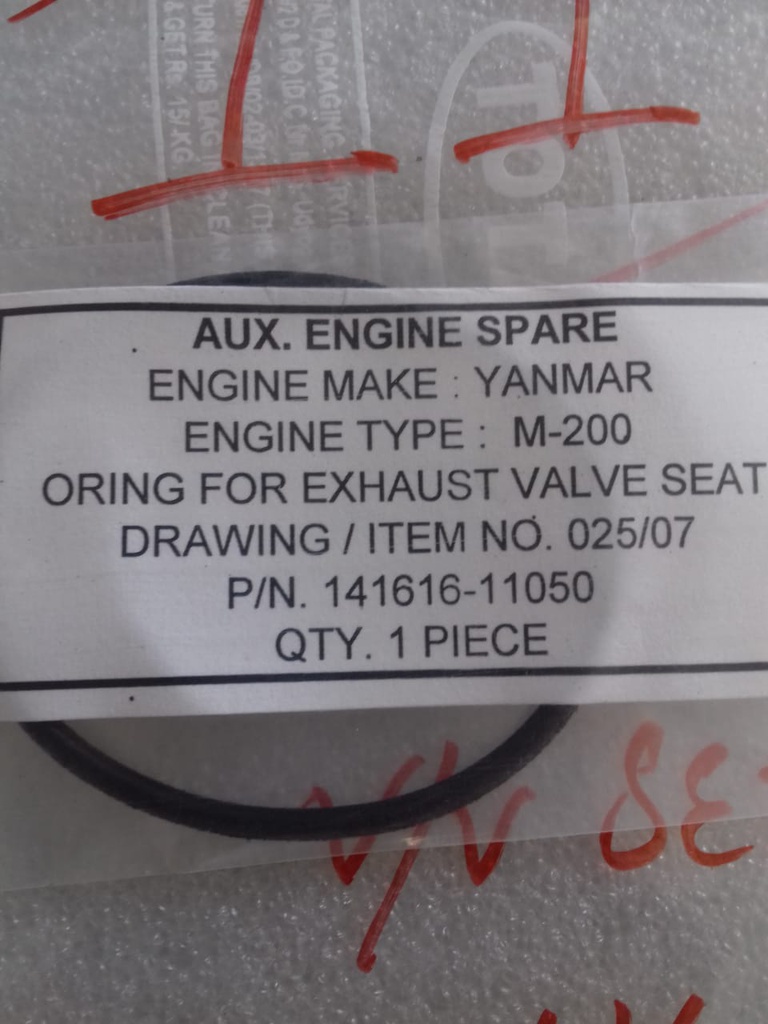 AUX. ENGINE SPARE
ENGINE MAKE : YANMAR
ENGINE TYPE : M-200
ORING FOR EXHAUST VALVE SEAT
DRAWING / ITEM NO. 025/07
P/N. 141616-11050
QTY. 1 PIECE
V/V SE